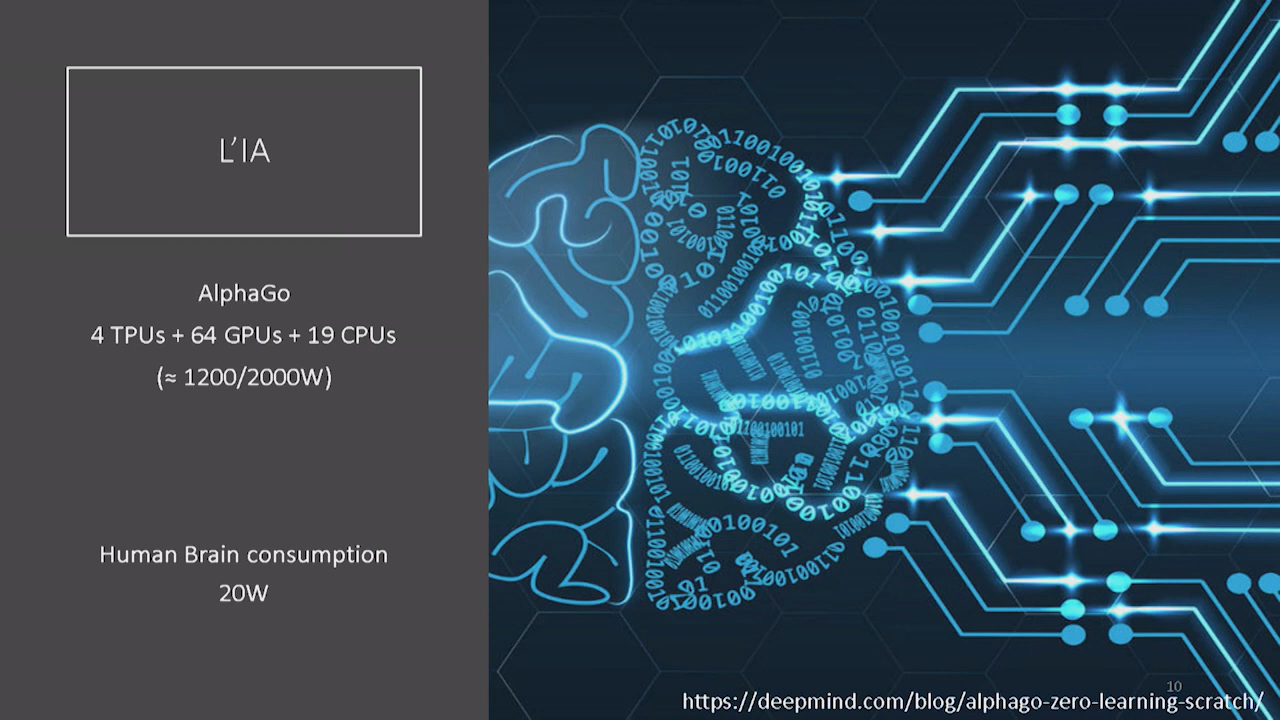 L'IA
AlphaGo
4 TPUs + 64 GPUs + 19 CPUs
(≈ 1200/2000W)
Human Brain consumption
20W
10
https://deepmind.com/blog/alphago-zero-learning-scratch/